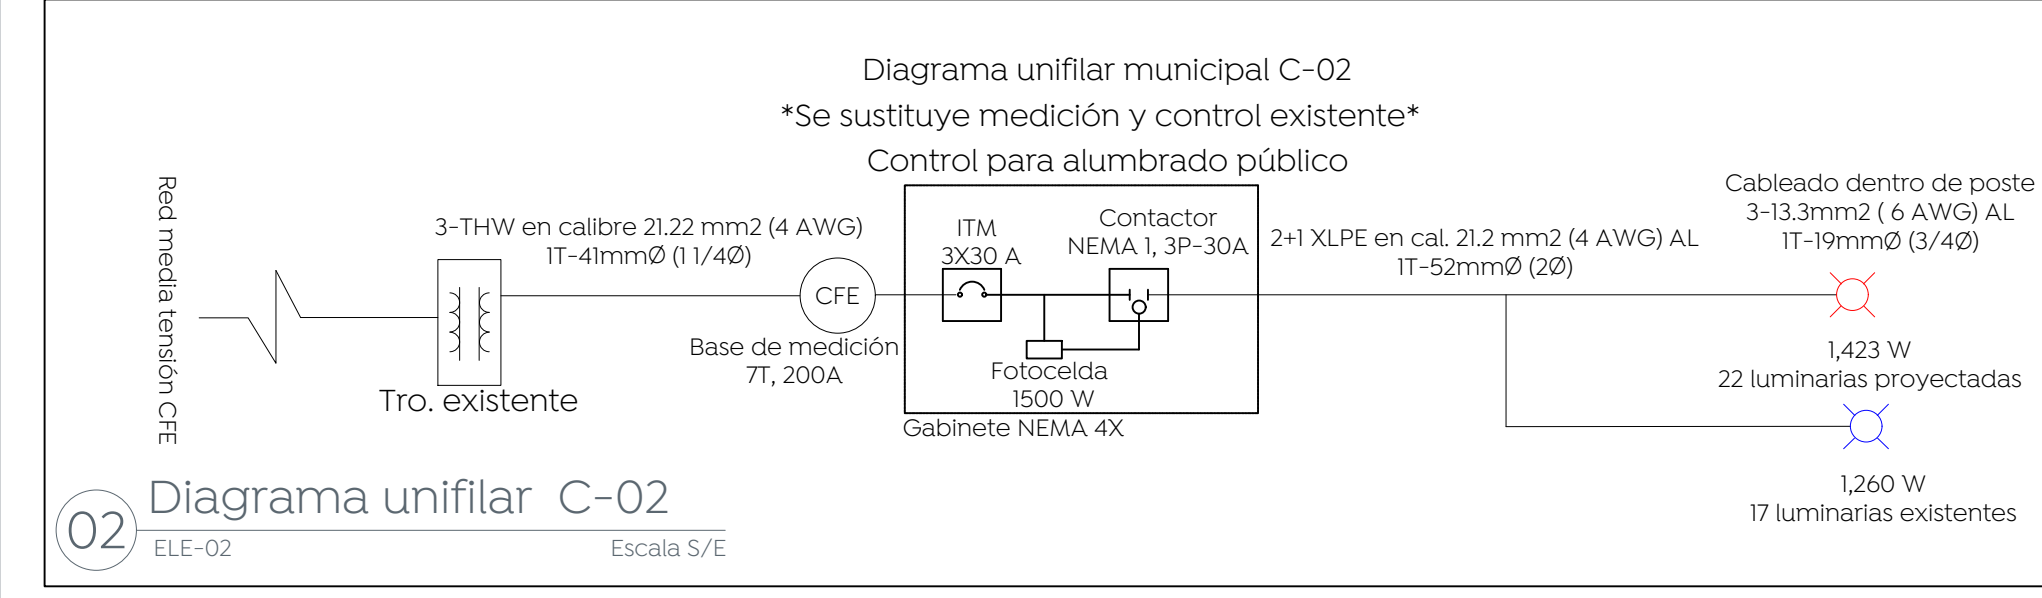 Diagrama unifilar municipal C-02
*Se sustituye medición y control existente*
Control para alumbrado público
Red media tensión CFE
Tro. existente
3-THW en calibre 21.22 mm2 (4 AWG)
1T-41mmØ (1 1/4Ø)
CFE
Base de medición
7T, 200A
ITM
3X30 A
Contactor
NEMA 1, 3P-30A
Fotocelda
1500 W
Gabinete NEMA 4X
2+1 XLPE en cal. 21.2 mm2 (4 AWG) AL
1T-52mmØ (2Ø)
Cableado dentro de poste
3-13.3mm2 ( 6 AWG) AL
1T-19mmØ (3/4Ø)
1,423 W
22 luminarias proyectadas
1,260 W
17 luminarias existentes
02
Diagrama unifilar C-02
ELE-02
Escala S/E